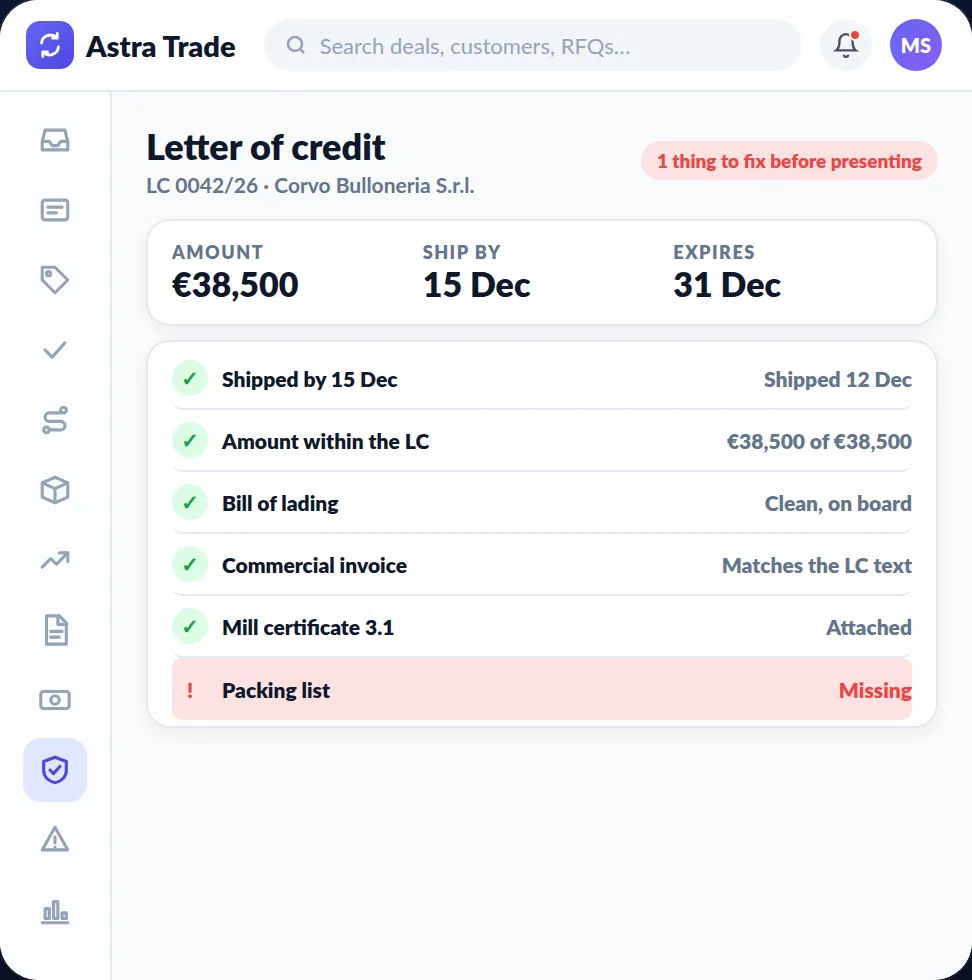 Astra Trade
Search deals, customers, RFQs...
MS
Letter of credit
LC 0042/26 · Corvo Bulloneria S.r.l.
1 thing to fix before presenting
AMOUNT
€38,500
SHIP BY
15 Dec
EXPIRES
31 Dec
✓ Shipped by 15 Dec Shipped 12 Dec
✓ Amount within the LC €38,500 of €38,500
✓ Bill of lading Clean, on board
✓ Commercial invoice Matches the LC text
✓ Mill certificate 3.1 Attached
! Packing list Missing